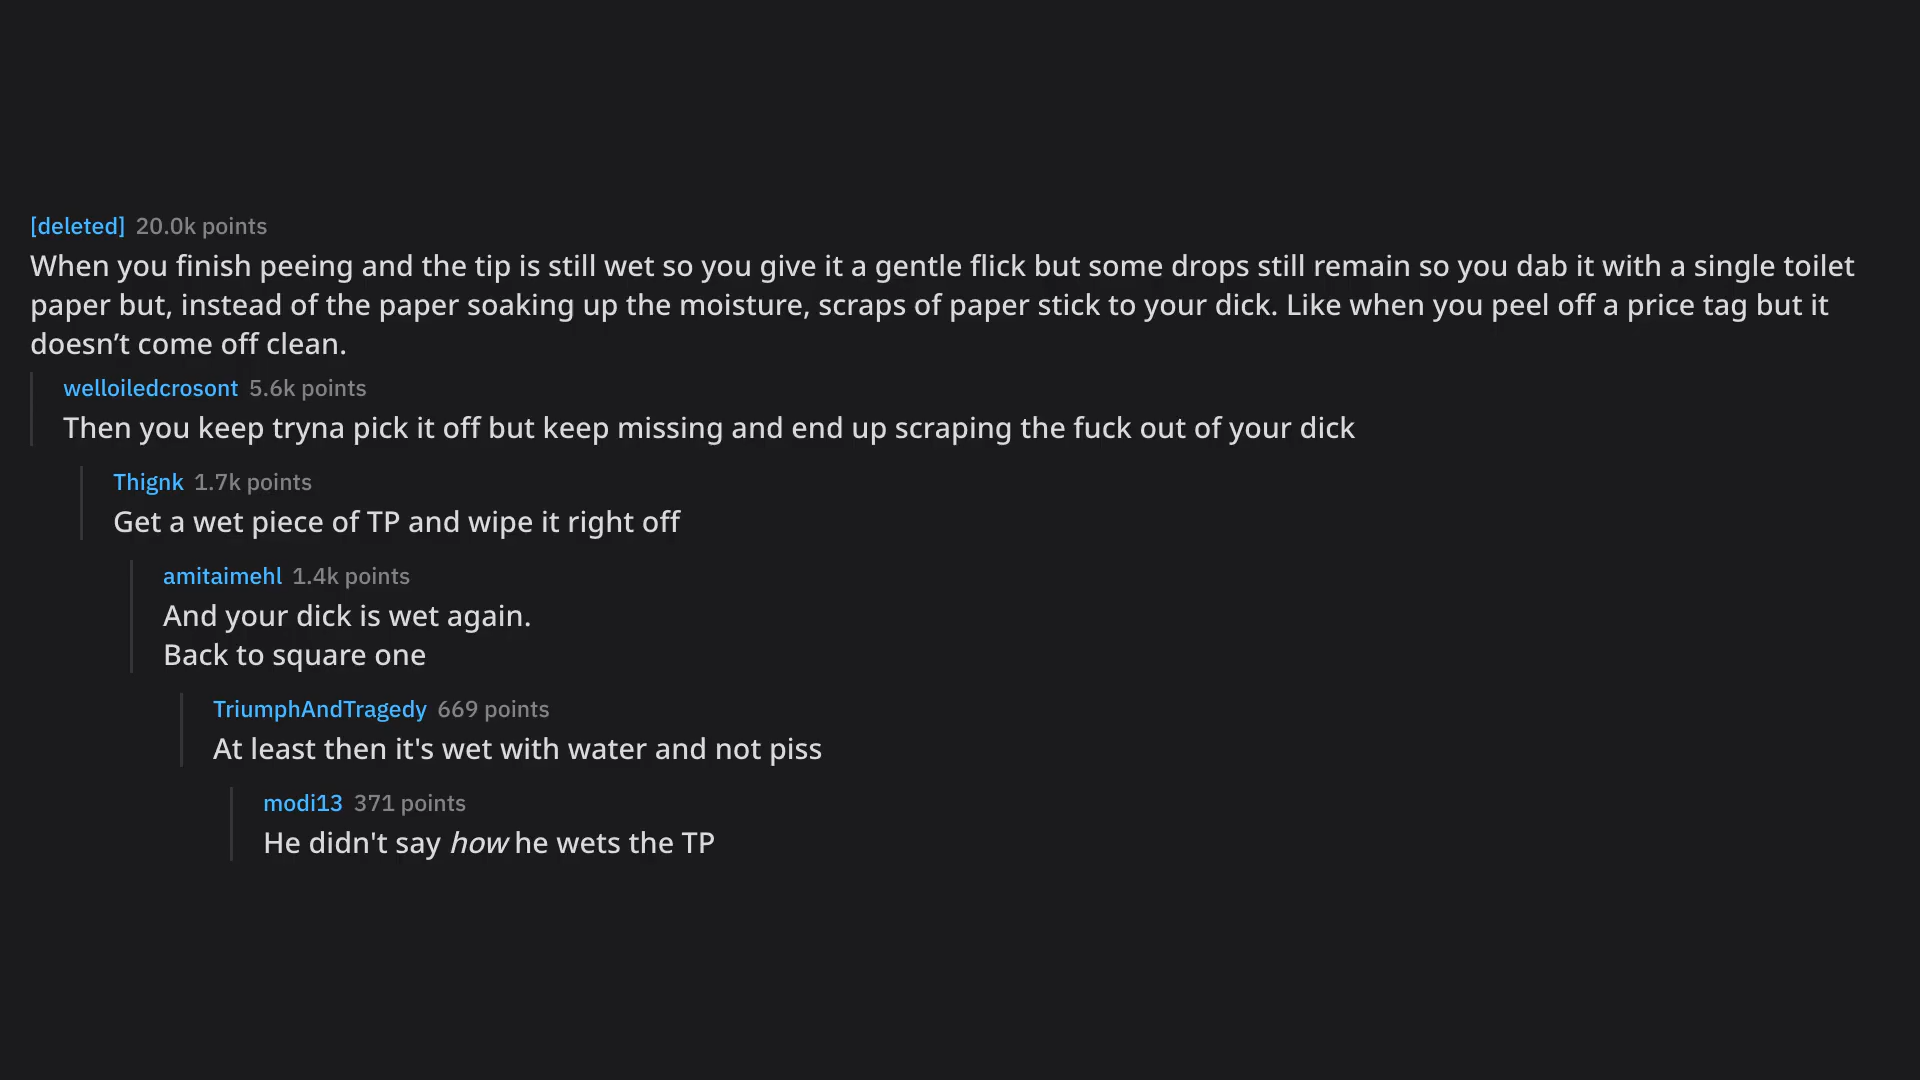 [deleted] 20.0k points
When you finish peeing and the tip is still wet so you give it a gentle flick but some drops still remain so you dab it with a single toilet
paper but, instead of the paper soaking up the moisture, scraps of paper stick to your dick. Like when you peel off a price tag but it
doesn’t come off clean.
welloiledcrosont 5.6k points
Then you keep tryna pick it off but keep missing and end up scraping the fuck out of your dick
Thignk 1.7k points
Get a wet piece of TP and wipe it right off
amitaimehl 1.4k points
And your dick is wet again.
Back to square one
TriumphAndTragedy 669 points
At least then it's wet with water and not piss
modi13 371 points
He didn't say how he wets the TP